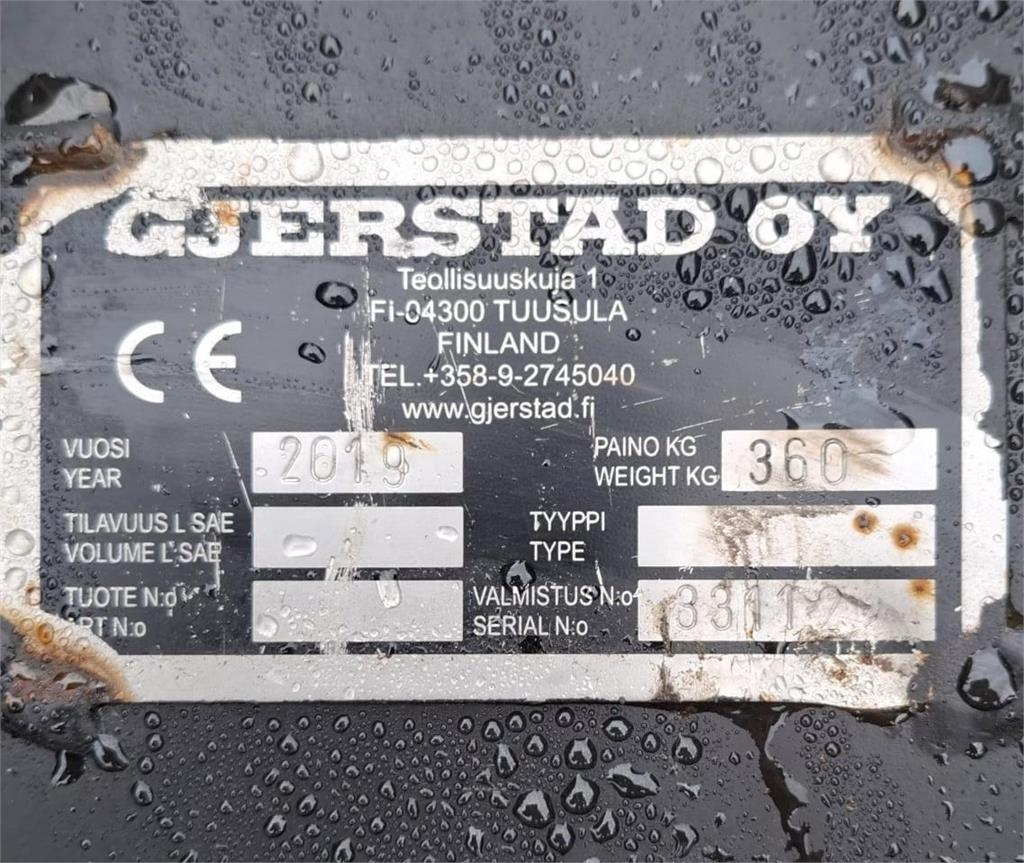 GJERSTAD OY
Teollisuuskuja 1
Fi-04300 TUUSULA
FINLAND
TEL.+358-9-2745040
www.gjerstad.fi
CE
VUOSI
YEAR
2019
PAINO KG
WEIGHT KG
360
TILAVUUS L SAE
VOLUME L SAE
TYYPPI
TYPE
TUOTE N:o
N:o
VALMISTUS N:o
SERIAL N:o